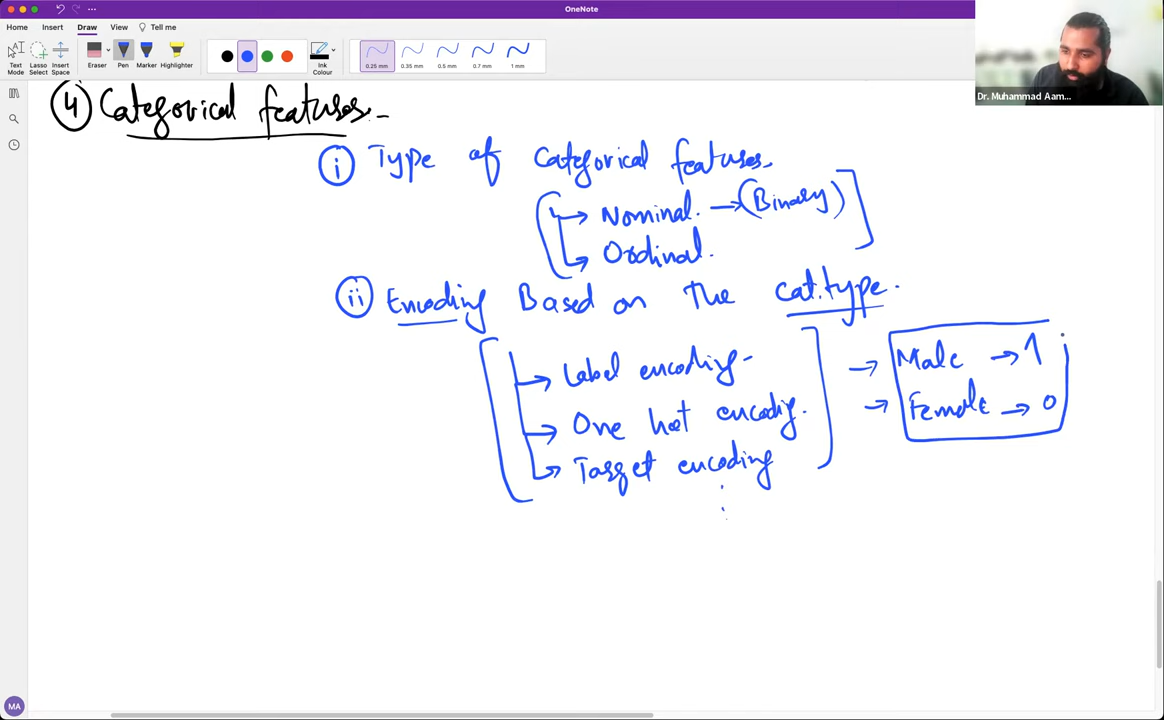 OneNote
Home Insert Draw View Tell me
Text Mode Lasso Select Insert Space Eraser Pen Marker Highlighter Ink Colour 0.25 mm 0.35 mm 0.5 mm 0.7 mm 1 mm
Dr. Muhammad Aam...
4 Categorical features.
i Type of Categorical features.
Nominal. → (Binary)
Ordinal.
ii Encoding Based on The cat.type.
Label encoding → Male → 1
One hot encodig. → Female → 0
Target encoding
MA